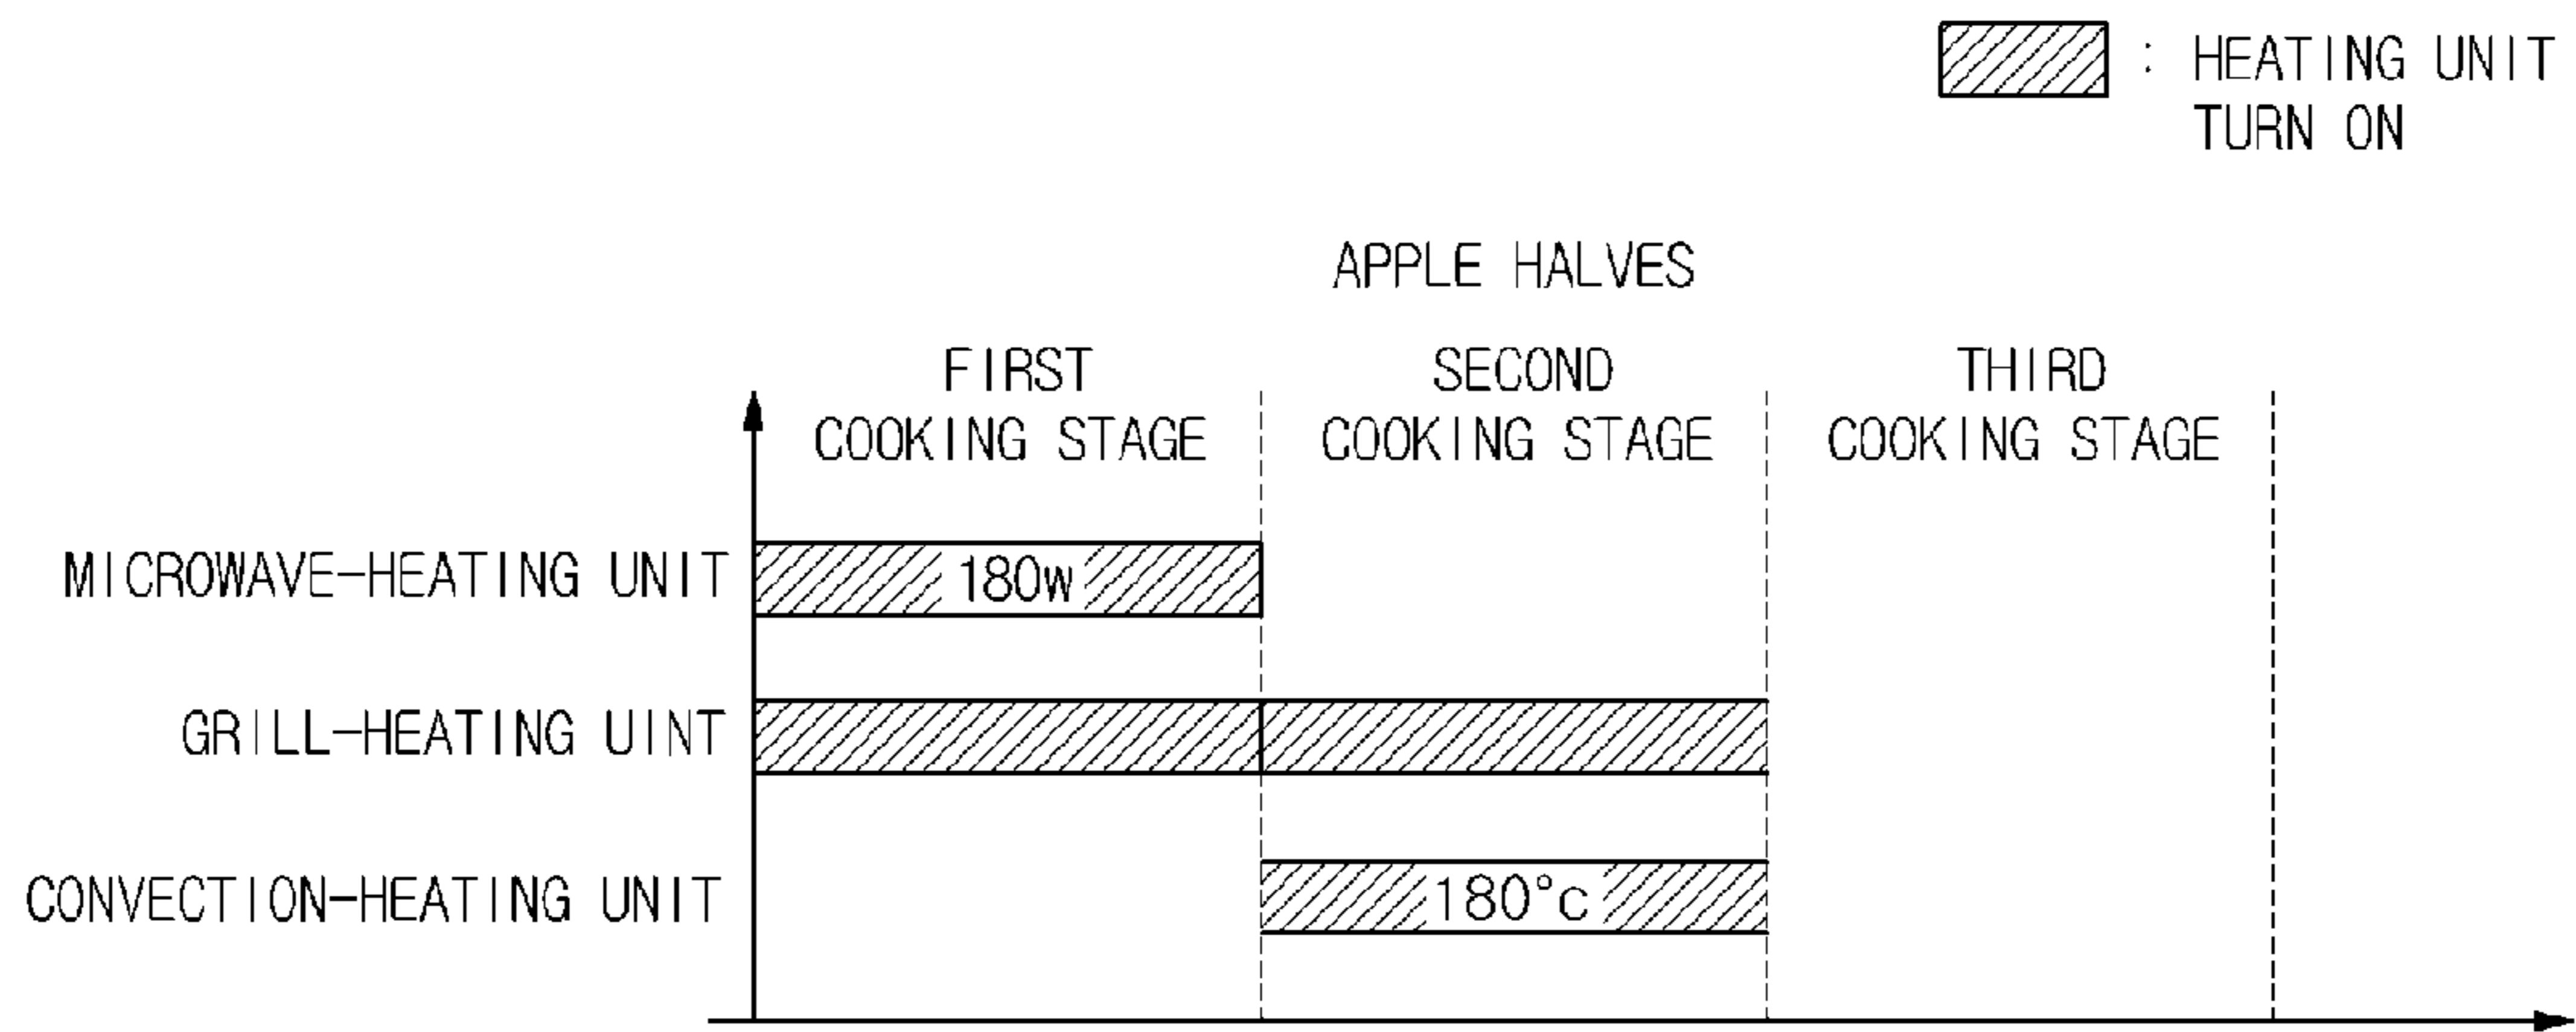 : HEATING UNIT
TURN ON
APPLE HALVES
FIRST
COOKING STAGE
SECOND
COOKING STAGE
THIRD
COOKING STAGE
MICROWAVE-HEATING UNIT
180W
GRILL-HEATING UINT
CONVECTION-HEATING UNIT
180°C